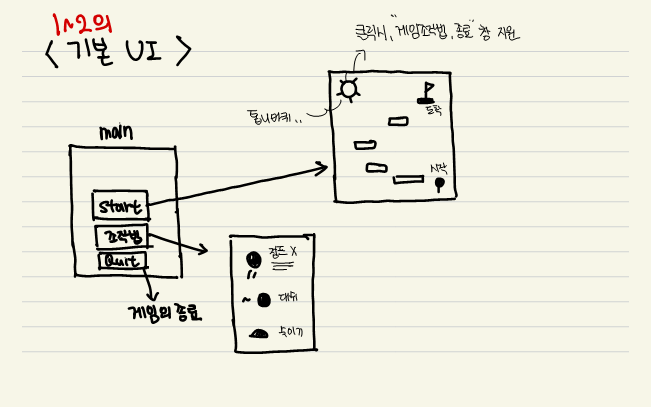 1~2의
< 기본 UI >
클릭시, "게임조작법, 종료" 창 지원
톱니바퀴..
도착
시작
main
start
조작법
Quit
게임의 종료
점프 X
대쉬
숙이기